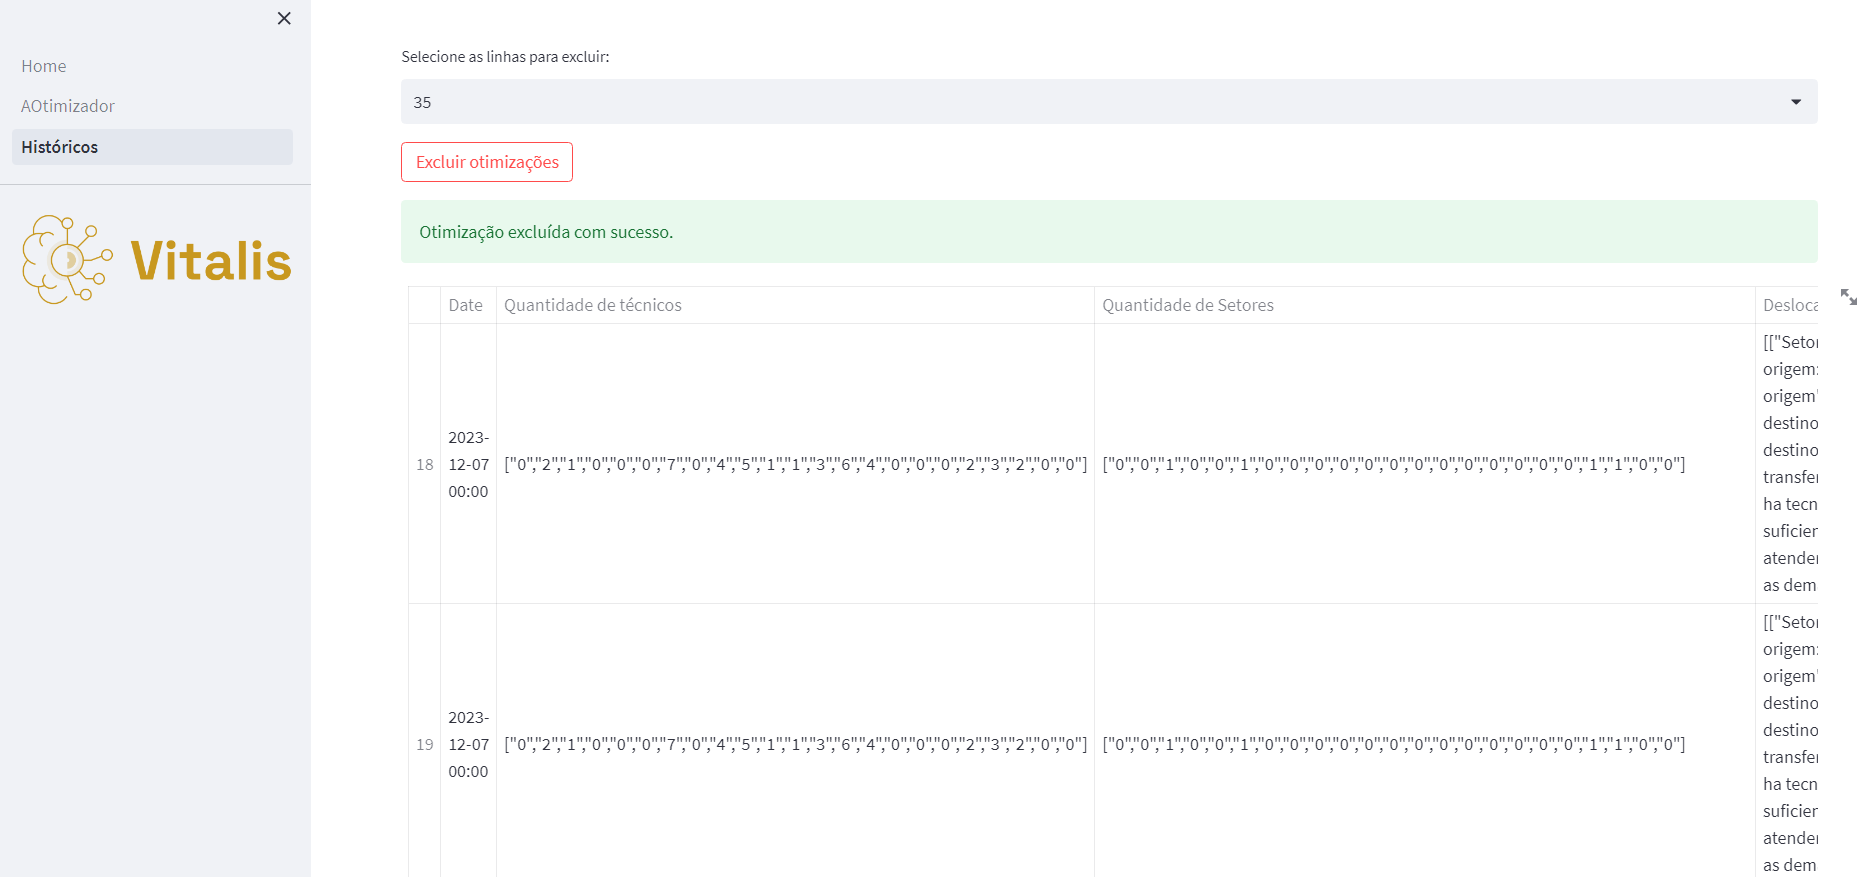 Home
AOtimizador
Históricos
Vitalis
Selecione as linhas para excluir:
35
Excluir otimizações
Otimização excluída com sucesso.
Date Quantidade de técnicos Quantidade de Setores Desloca
18
2023-
12-07
00:00
["0","2","1","0","0","0","7","0","4","5","1","1","3","6","4","0","0","0","2","3","2","0","0"]
["0","0","1","0","0","1","0","0","0","0","0","0","0","0","0","0","0","0","0","1","1","0","0"]
[["Setor
origem:
origem"
destino
destino
transfer
ha tecn
suficien
atender
as dem
19
2023-
12-07
00:00
["0","2","1","0","0","0","7","0","4","5","1","1","3","6","4","0","0","0","2","3","2","0","0"]
["0","0","1","0","0","1","0","0","0","0","0","0","0","0","0","0","0","0","0","1","1","0","0"]
[["Setor
origem:
origem"
destino
destino
transfer
ha tecn
suficien
atender
as dem